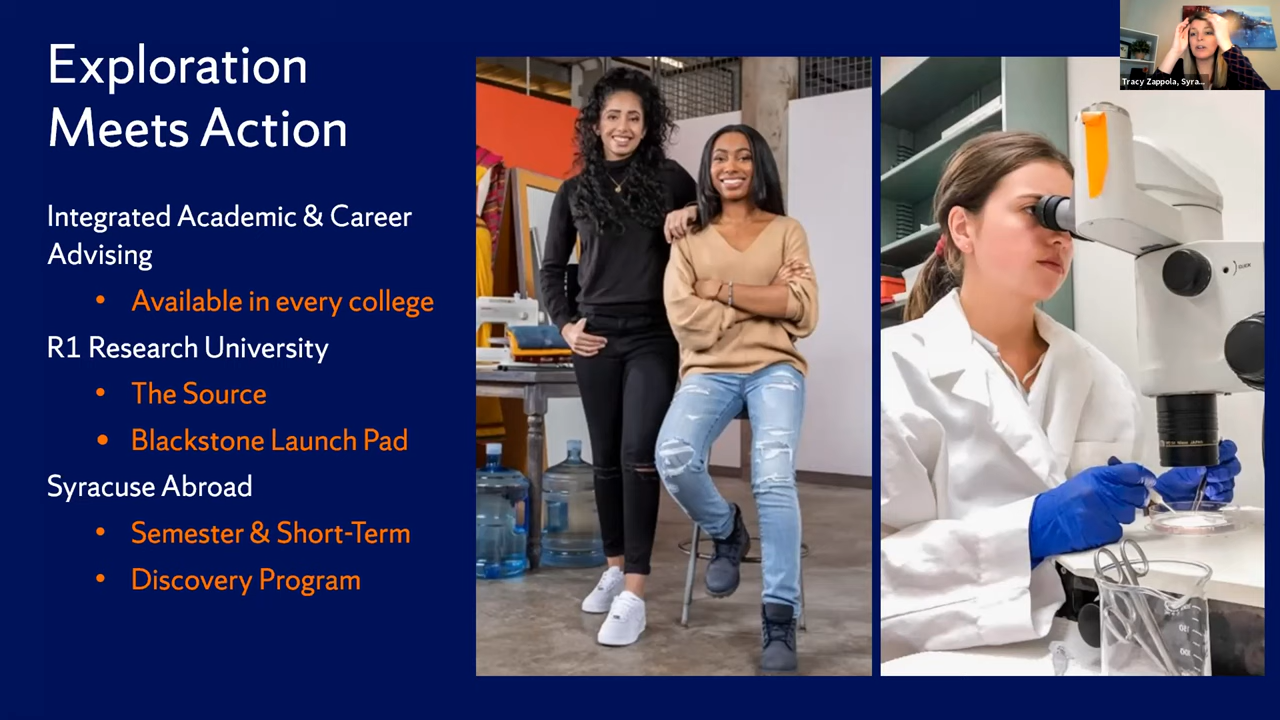 Exploration
Meets Action
Integrated Academic & Career
Advising
• Available in every college
R1 Research University
• The Source
• Blackstone Launch Pad
Syracuse Abroad
• Semester & Short-Term
• Discovery Program
Tracy Zappola, Syra...